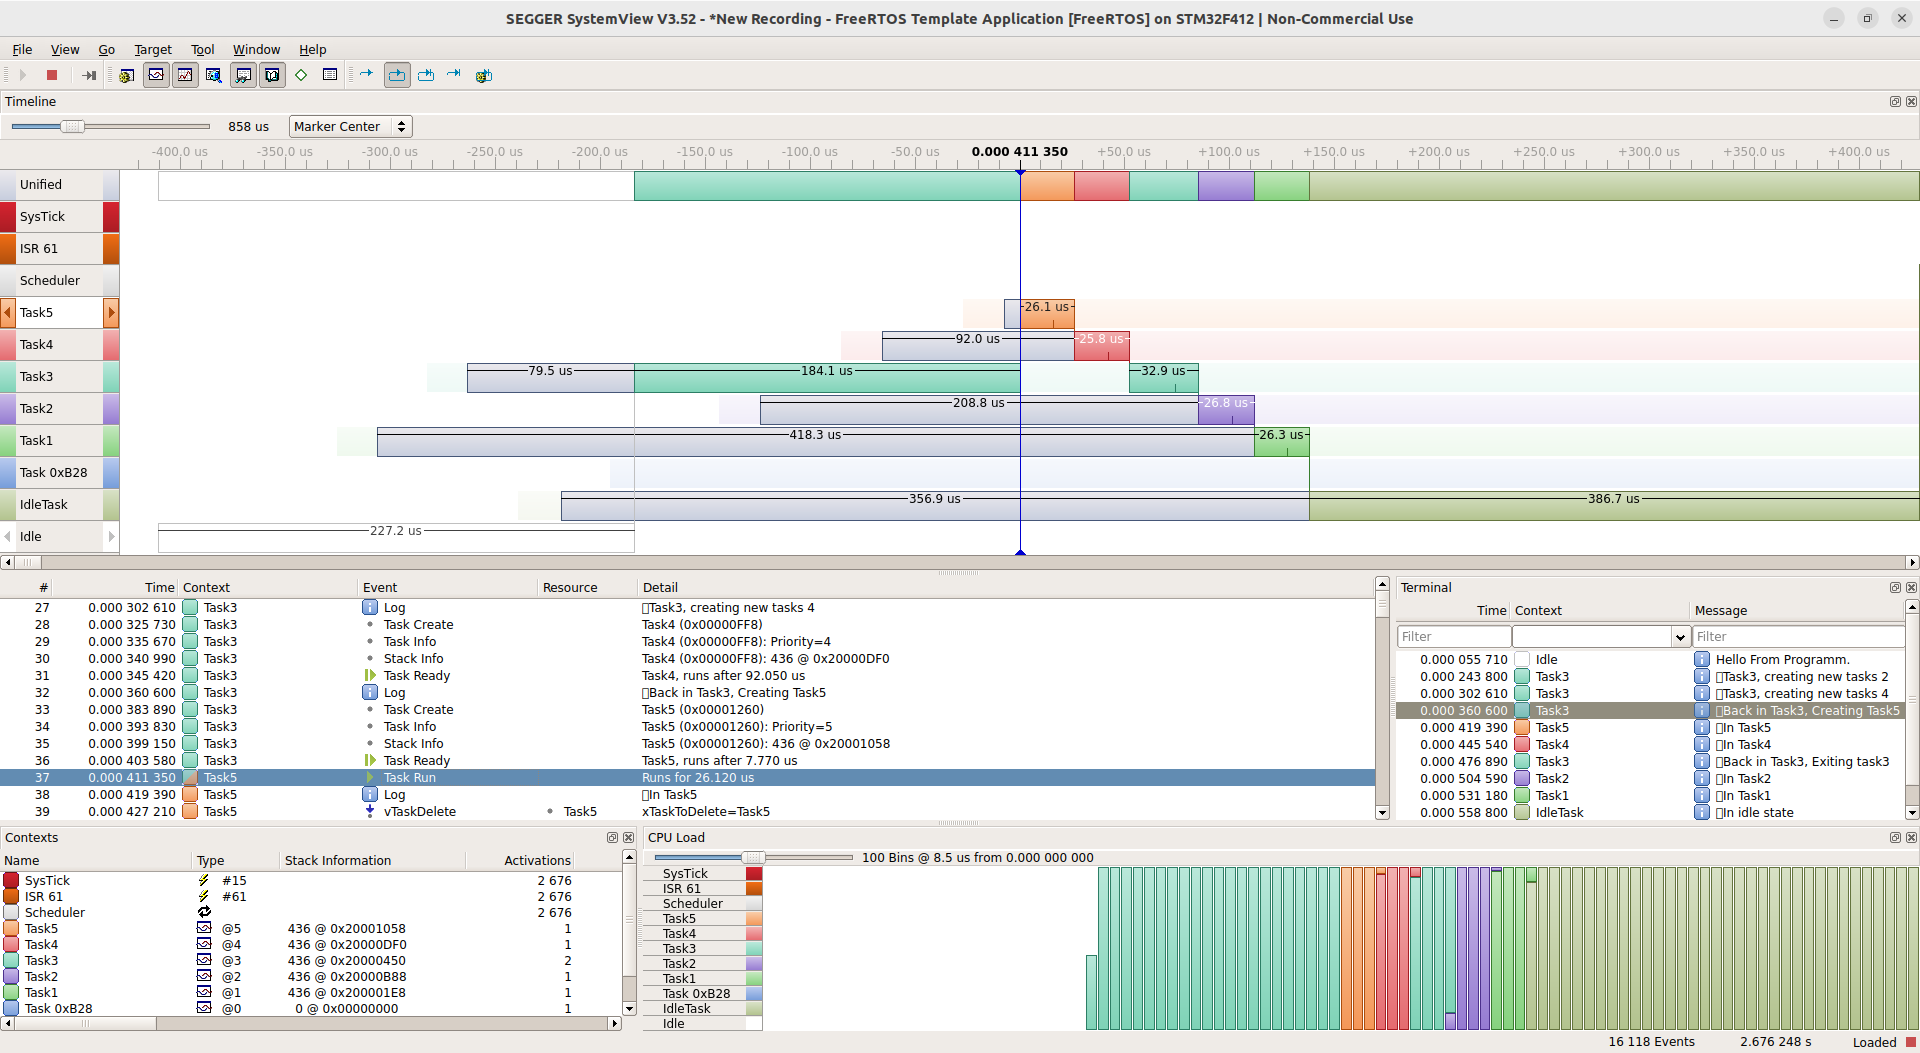 SEGGER SystemView V3.52 - *New Recording - FreeRTOS Template Application [FreeRTOS] on STM32F412 | Non-Commercial Use
File View Go Target Tool Window Help
Timeline
858 us Marker Center
-400.0 us -350.0 us -300.0 us -250.0 us -200.0 us -150.0 us -100.0 us -50.0 us 0.000 411 350 +50.0 us +100.0 us +150.0 us +200.0 us +250.0 us +300.0 us +350.0 us +400.0 us
Unified
SysTick
ISR 61
Scheduler
Task5 26.1 us
Task4 92.0 us 25.8 us
Task3 79.5 us 184.1 us 32.9 us
Task2 208.8 us 26.8 us
Task1 418.3 us 26.3 us
Task 0xB28
IdleTask 356.9 us 386.7 us
Idle 227.2 us
# Time Context Event Resource Detail
27 0.000 302 610 Task3 Log Task3, creating new tasks 4
28 0.000 325 730 Task3 Task Create Task4 (0x00000FF8)
29 0.000 335 670 Task3 Task Info Task4 (0x00000FF8): Priority=4
30 0.000 340 990 Task3 Stack Info Task4 (0x00000FF8): 436 @ 0x20000DF0
31 0.000 345 420 Task3 Task Ready Task4, runs after 92.050 us
32 0.000 360 600 Task3 Log Back in Task3, Creating Task5
33 0.000 383 890 Task3 Task Create Task5 (0x00001260)
34 0.000 393 830 Task3 Task Info Task5 (0x00001260): Priority=5
35 0.000 399 150 Task3 Stack Info Task5 (0x00001260): 436 @ 0x20001058
36 0.000 403 580 Task3 Task Ready Task5, runs after 7.770 us
37 0.000 411 350 Task5 Task Run Runs for 26.120 us
38 0.000 419 390 Task5 Log In Task5
39 0.000 427 210 Task5 vTaskDelete Task5 xTaskToDelete=Task5
Terminal
Time Context Message
Filter Filter
0.000 055 710 Idle Hello From Programm.
0.000 243 800 Task3 Task3, creating new tasks 2
0.000 302 610 Task3 Task3, creating new tasks 4
0.000 360 600 Task3 Back in Task3, Creating Task5
0.000 419 390 Task5 In Task5
0.000 445 540 Task4 In Task4
0.000 476 890 Task3 Back in Task3, Exiting task3
0.000 504 590 Task2 In Task2
0.000 531 180 Task1 In Task1
0.000 558 800 IdleTask In idle state
Contexts
Name Type Stack Information Activations
SysTick #15 2 676
ISR 61 #61 2 676
Scheduler 2 676
Task5 @5 436 @ 0x20001058 1
Task4 @4 436 @ 0x20000DF0 1
Task3 @3 436 @ 0x20000450 2
Task2 @2 436 @ 0x20000B88 1
Task1 @1 436 @ 0x200001E8 1
Task 0xB28 @0 0 @ 0x00000000 1
CPU Load
100 Bins @ 8.5 us from 0.000 000 000
SysTick
ISR 61
Scheduler
Task5
Task4
Task3
Task2
Task1
Task 0xB28
IdleTask
Idle
16 118 Events 2.676 248 s Loaded